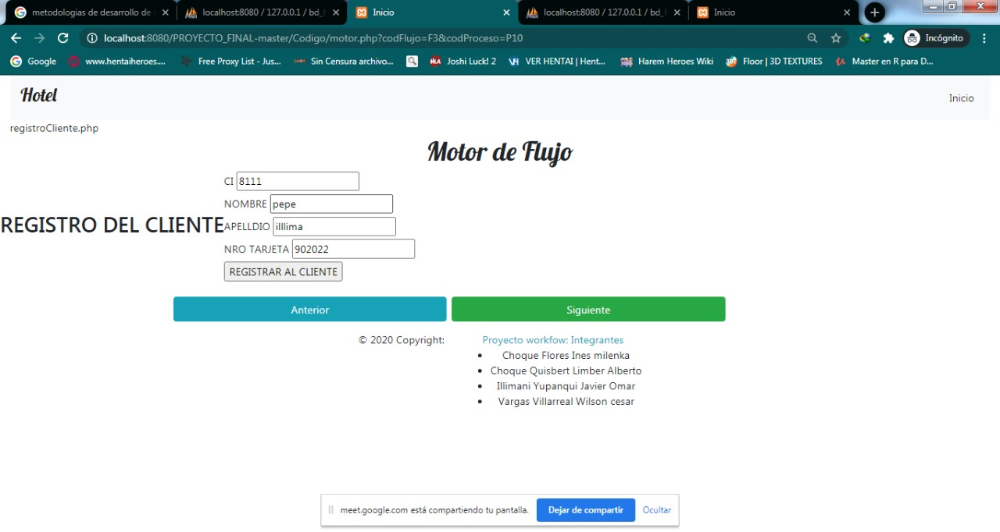 metodologias de desarrollo de s
localhost:8080 / 127.0.0.1 / bd_h
Inicio
localhost:8080 / 127.0.0.1 / bd_h
Inicio
localhost:8080/PROYECTO_FINAL-master/Codigo/motor.php?codFlujo=F3&codProceso=P10
Incógnito
Google
www.hentaiheroes....
Free Proxy List - Jus...
Sin Censura archivo...
Joshi Luck! 2
VER HENTAI | Hent...
Harem Heroes Wiki
Floor | 3D TEXTURES
Master en R para D...
Hotel
Inicio
registroCliente.php
Motor de Flujo
CI 8111
NOMBRE pepe
REGISTRO DEL CLIENTE
APELLDIO illlima
NRO TARJETA 902022
REGISTRAR AL CLIENTE
Anterior
Siguiente
© 2020 Copyright:
Proyecto workfow: Integrantes
Choque Flores Ines milenka
Choque Quisbert Limber Alberto
Illimani Yupanqui Javier Omar
Vargas Villarreal Wilson cesar
meet.google.com está compartiendo tu pantalla.
Dejar de compartir
Ocultar